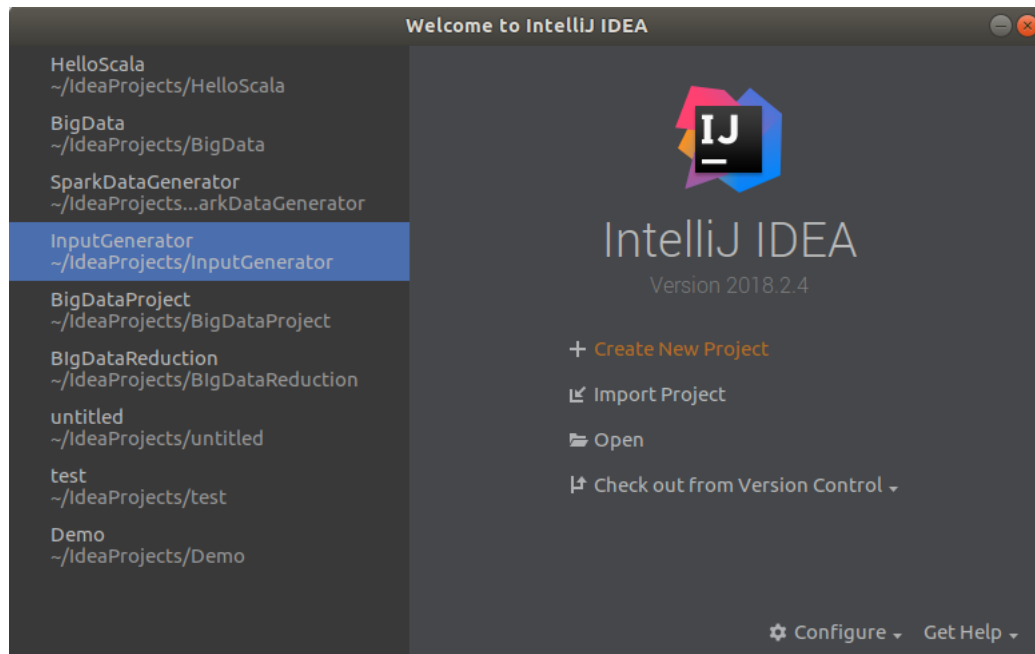 Welcome to IntelliJ IDEA
HelloScala
~/IdeaProjects/HelloScala
BigData
~/IdeaProjects/BigData
SparkDataGenerator
~/IdeaProjects...arkDataGenerator
InputGenerator
~/IdeaProjects/InputGenerator
BigDataProject
~/IdeaProjects/BigDataProject
BIgDataReduction
~/IdeaProjects/BIgDataReduction
untitled
~/IdeaProjects/untitled
test
~/IdeaProjects/test
Demo
~/IdeaProjects/Demo
IJ
IntelliJ IDEA
Version 2018.2.4
Create New Project
Import Project
Open
Check out from Version Control
Configure
Get Help